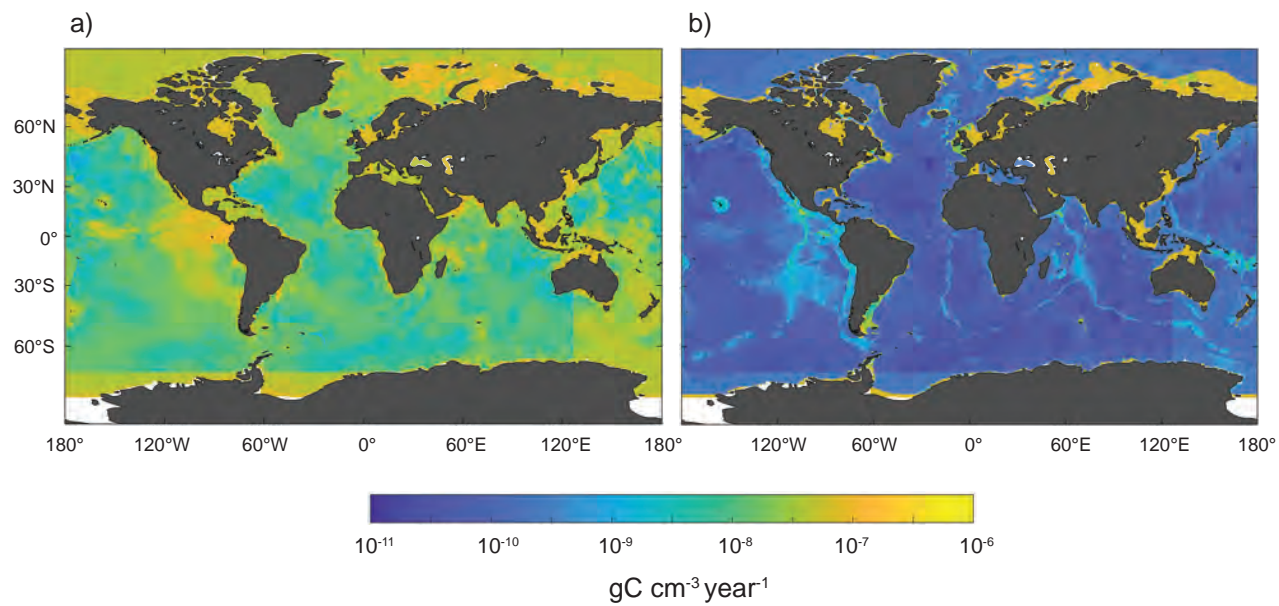 a)
b)
60°N
30°N
0°
30°S
60°S
180° 120°W 60°W 0° 60°E 120°E 180° 120°W 60°W 0° 60°E 120°E 180°
10⁻¹¹ 10⁻¹⁰ 10⁻⁹ 10⁻⁸ 10⁻⁷ 10⁻⁶
gC cm⁻³ year⁻¹